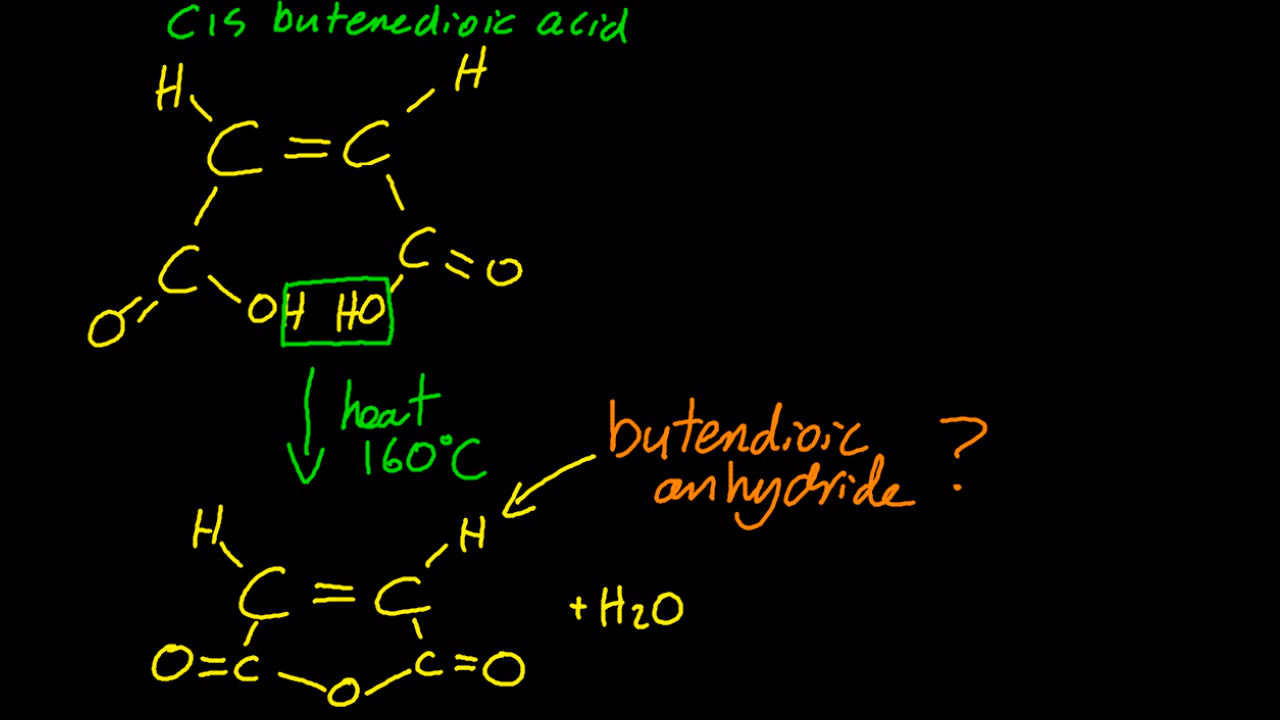 Cis butenedioic acid
H H
C = C
C C = O
O = OH HO
heat
160°C
butendioic
anhydride ?
H H
C = C
+ H₂O
O = C C = O
O